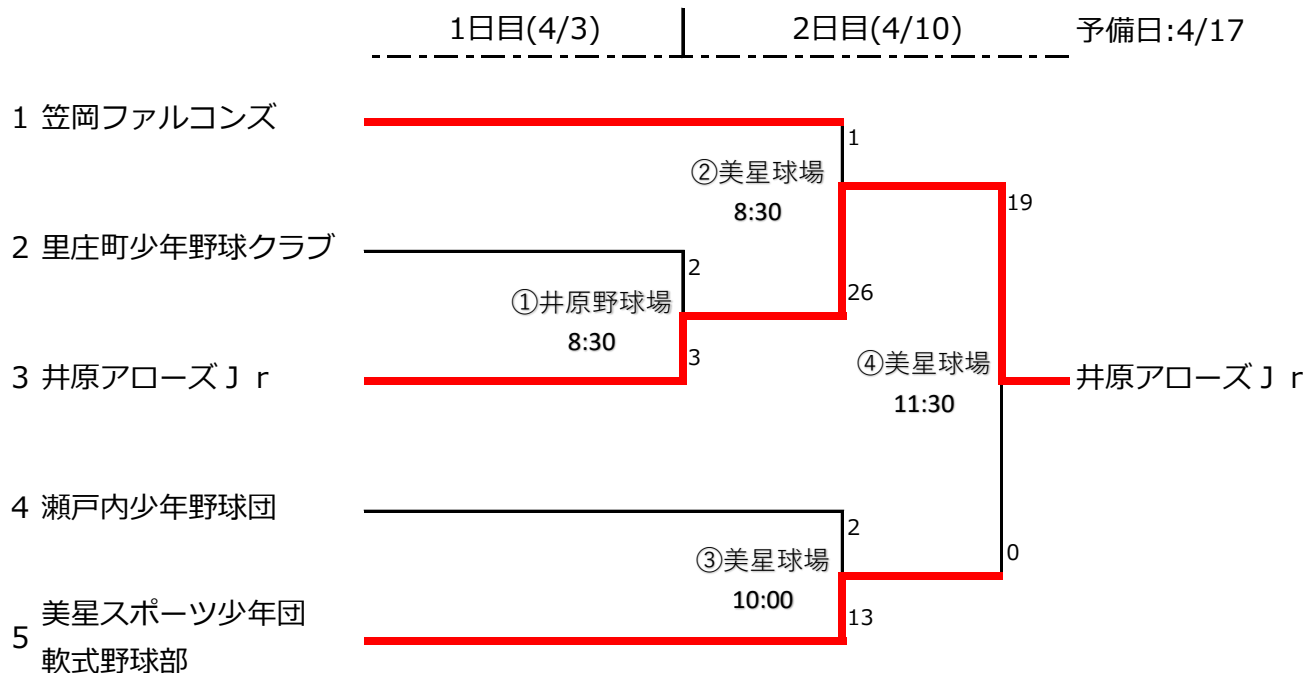 1日目(4/3)
2日目(4/10)
予備日:4/17
1 笠岡ファルコンズ
1
②美星球場
8:30
19
2 里庄町少年野球クラブ
2
①井原野球場
8:30
26
3
3 井原アローズＪｒ
④美星球場
11:30
井原アローズＪｒ
4 瀬戸内少年野球団
2
③美星球場
10:00
0
13
5 美星スポーツ少年団
軟式野球部